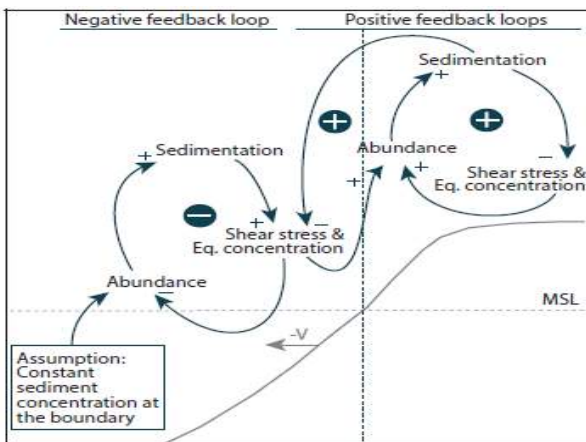 Negative feedback loop
Positive feedback loops
Sedimentation
+
+
+
Abundance
+
Sedimentation
+
−
−
Shear stress &
Eq. concentration
+
+
−
Shear stress &
Eq. concentration
Abundance
−
MSL
-V
Assumption:
Constant
sediment
concentration at
the boundary